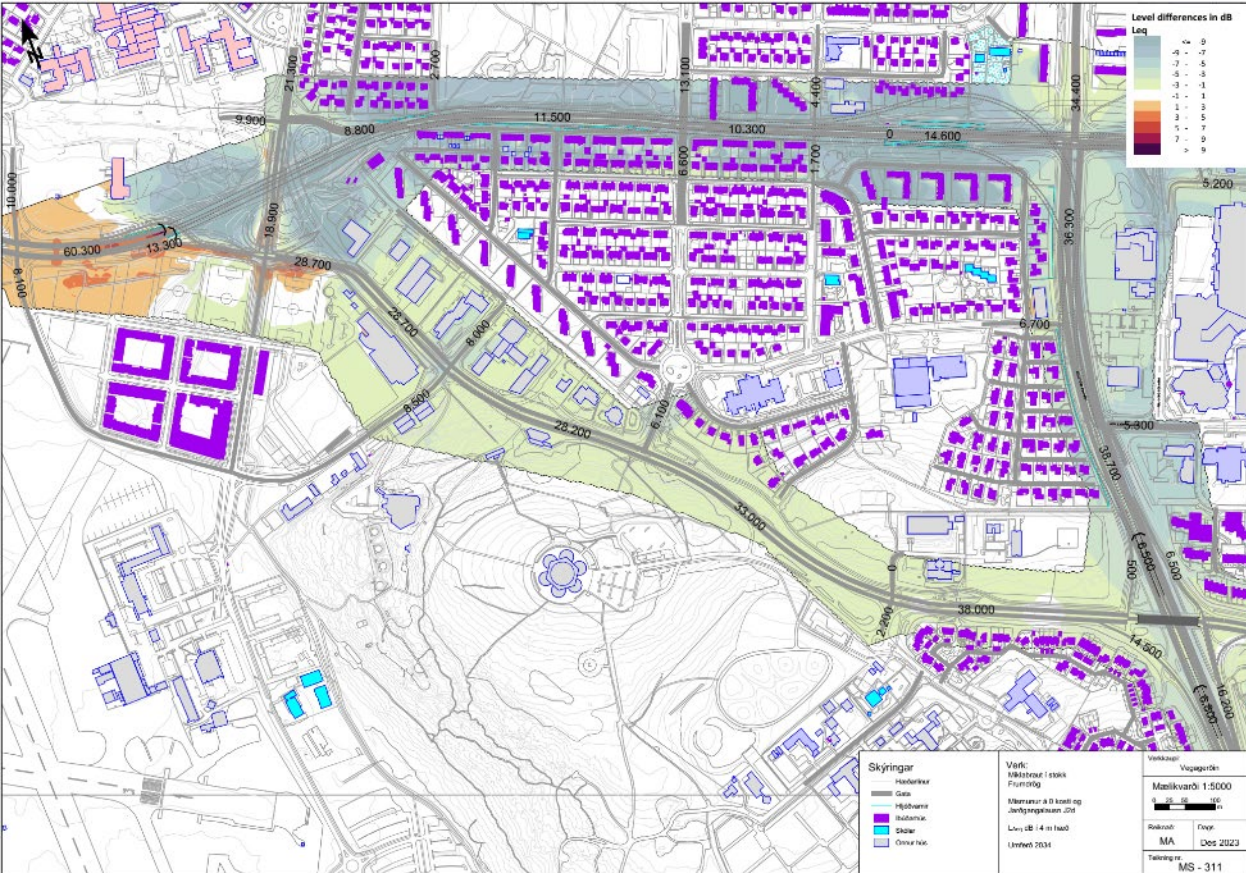 Level differences in dB
Leq
<= -9
-9 - -7
-7 - -5
-5 - -3
-3 - -1
-1 - 1
1 - 3
3 - 5
5 - 7
7 - 9
> 9
N
21.300
2.700
13.100
4.400
34.400
9.900
8.800
11.500
10.300
0
14.600
5.200
10.000
6.600
1.700
18.900
36.300
60.300
13.300
28.700
8.100
28.700
8.000
6.700
8.500
6.100
28.200
5.300
38.700
33.000
6.500
6.500
500
0
2.200
38.000
14.500
16.200
Skýringar
Hæðarlínur
Gata
Hljóðvarnir
Íbúðarhús
Skólar
Önnur hús
Verk:
Miklabraut í stokk
Frumdrög
Mismunur á 0 kosti og
Jarðgangalausn J2d
LAeq dB í 4 m hæð
Umferð 2034
Verkkaupi:
Vegagerðin
Mælikvarði 1:5000
0 25 50 100
m
Reiknað:
MA
Dags.
Des 2023
Teikning nr.
MS - 311